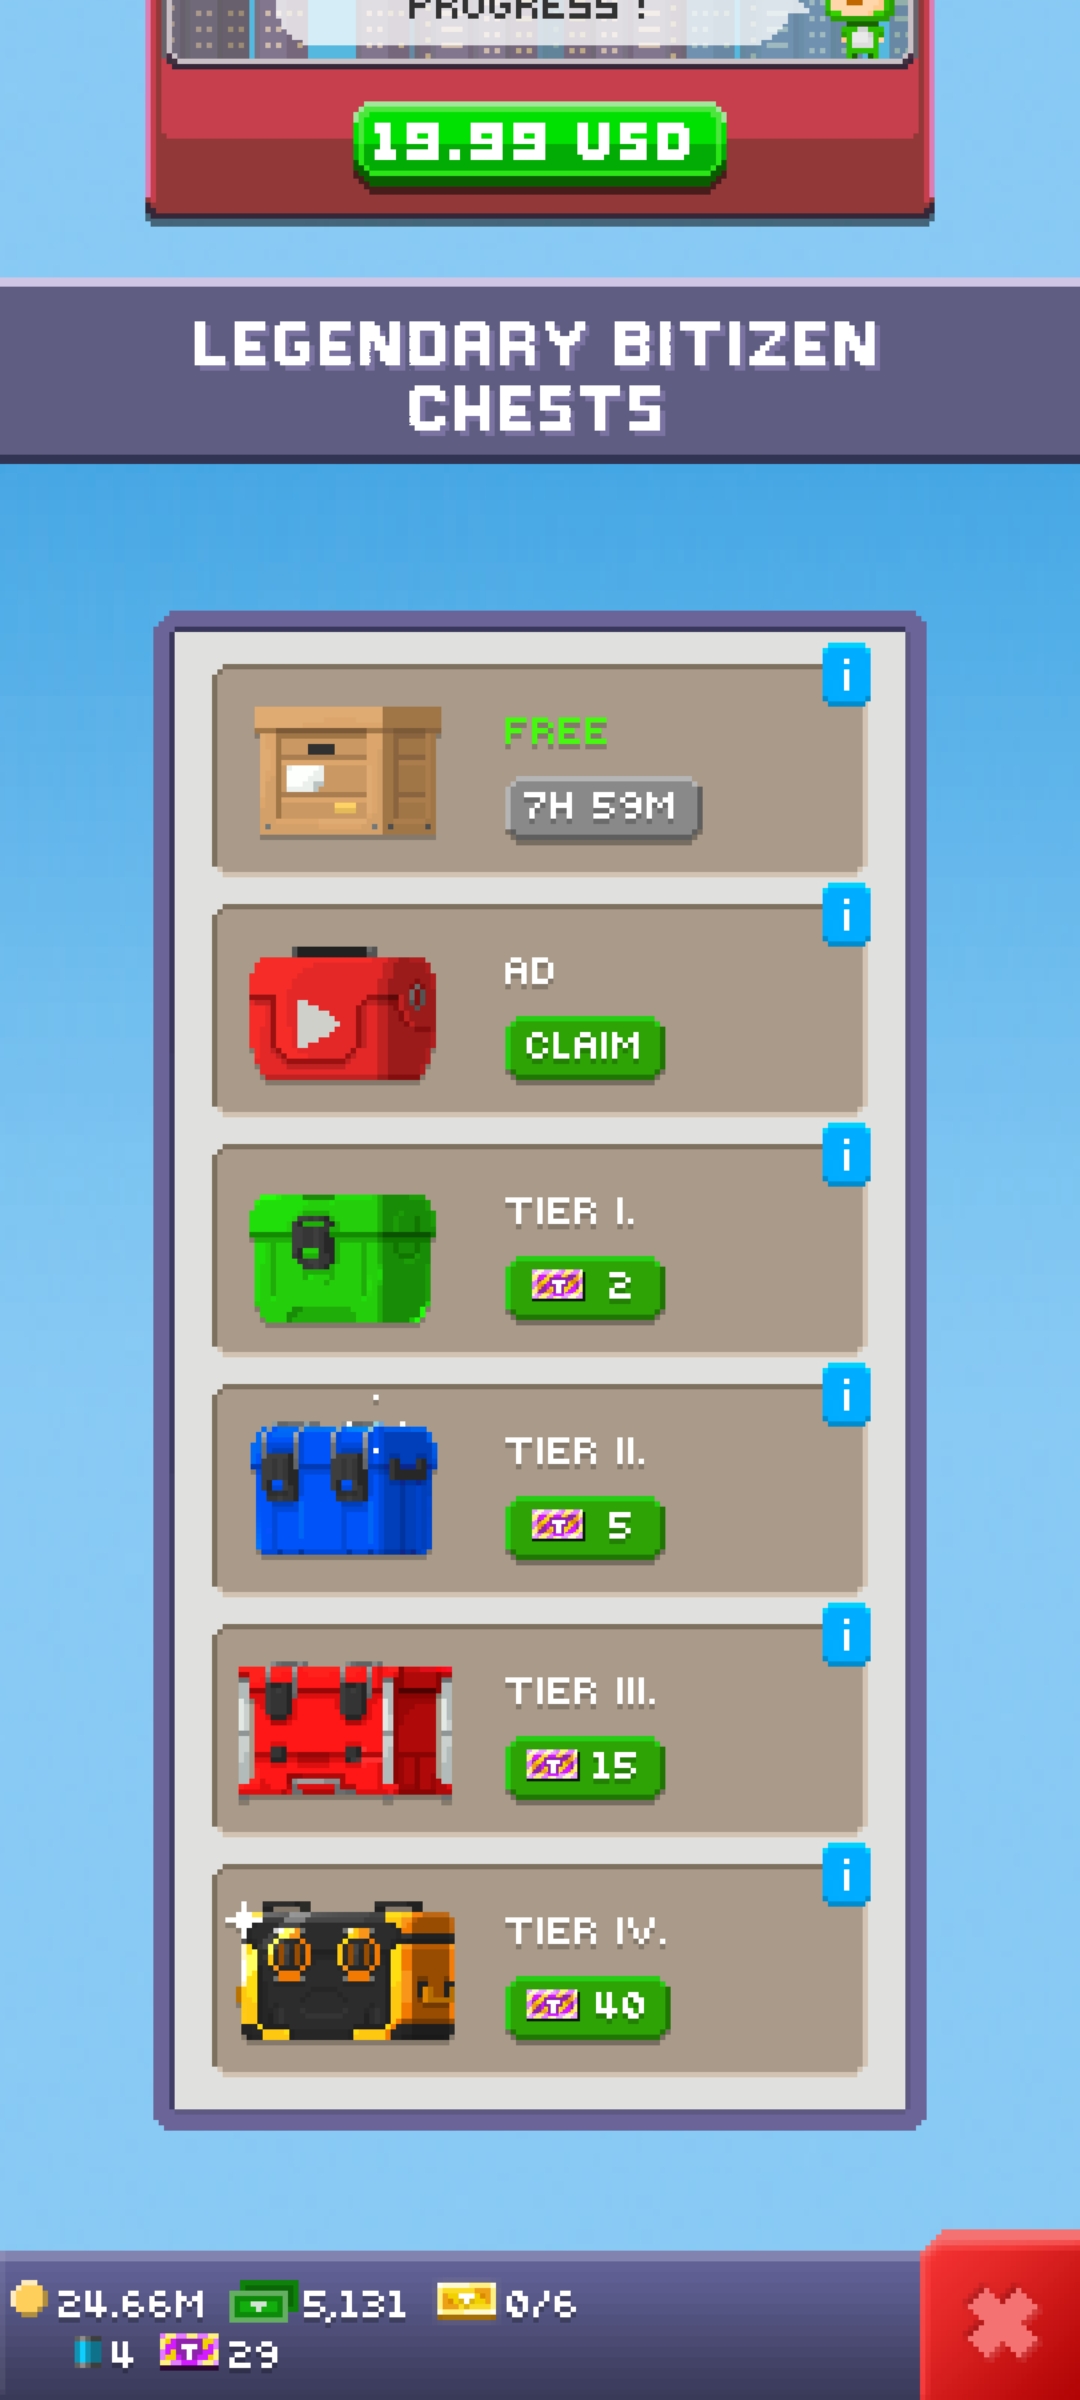 PROGRESS!
19.99 USD
LEGENDARY BITIZEN
CHESTS
FREE
7H 59M
AD
CLAIM
TIER I.
2
TIER II.
5
TIER III.
15
TIER IV.
40
24.66M 5,131 0/6
4 29